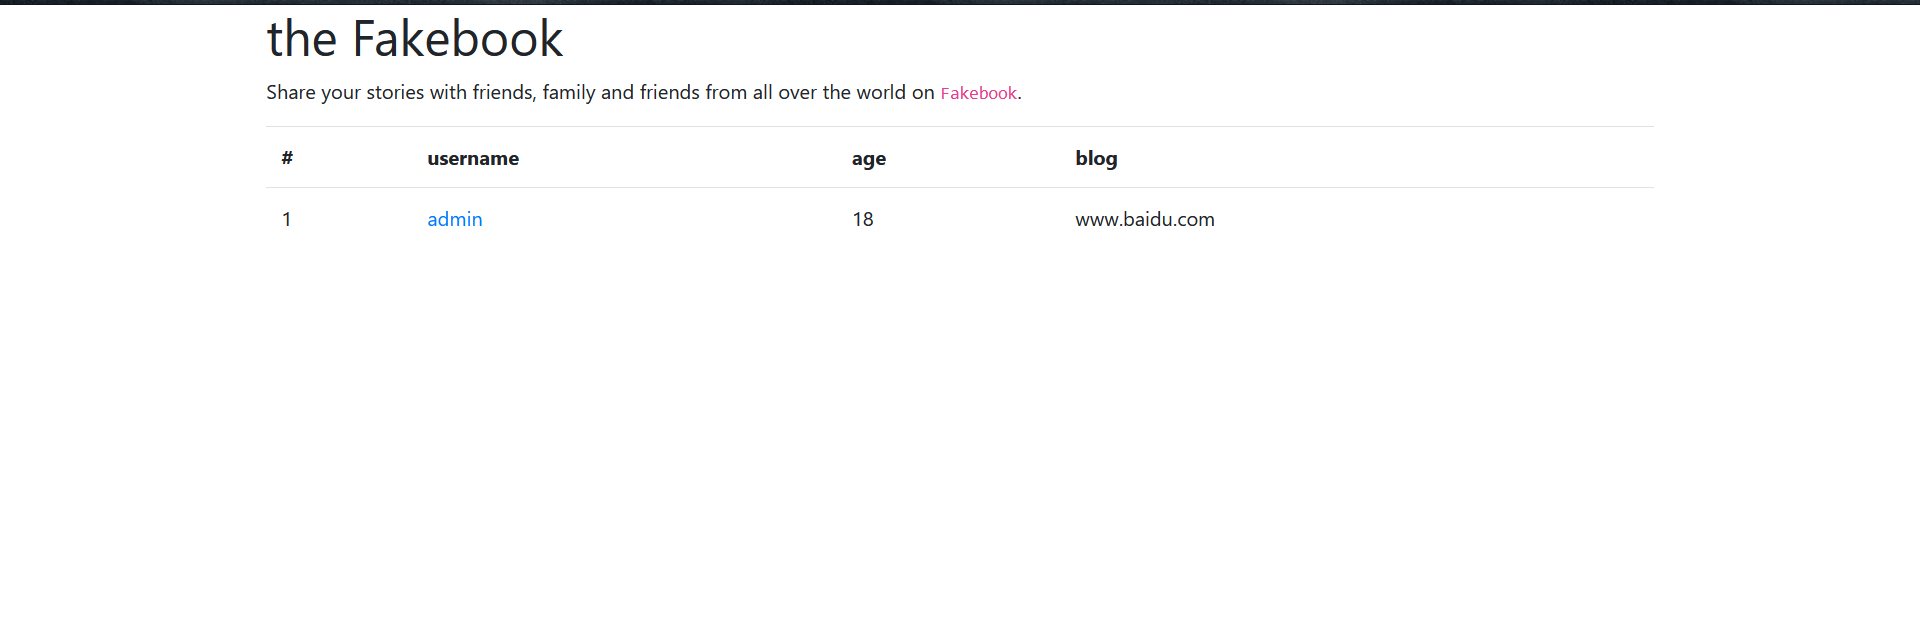 the Fakebook
Share your stories with friends, family and friends from all over the world on Fakebook.
# username age blog
1 admin 18 www.baidu.com